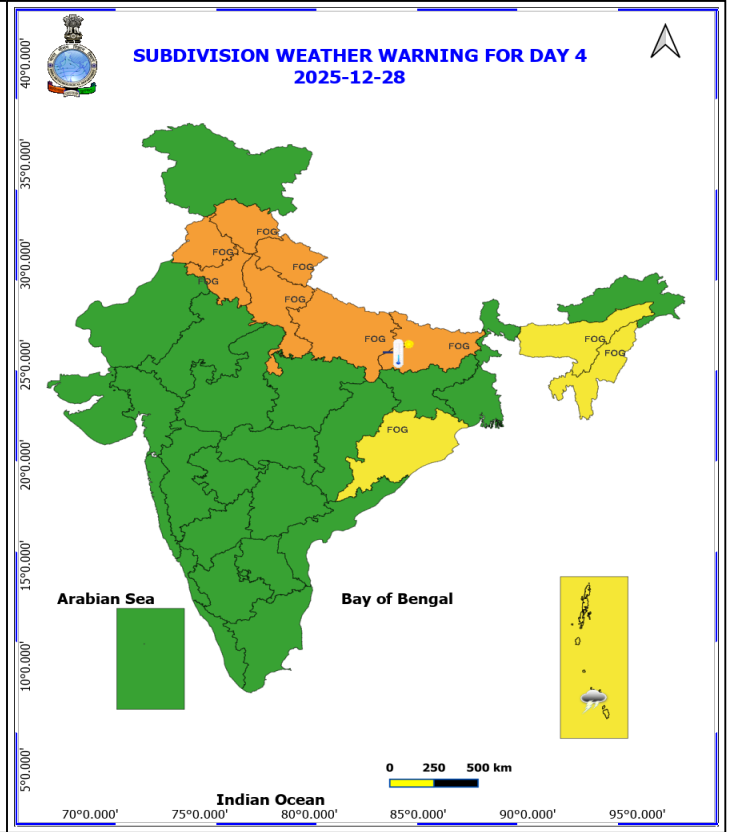 SUBDIVISION WEATHER WARNING FOR DAY 4
2025-12-28
40°0.000'
35°0.000'
30°0.000'
25°0.000'
20°0.000'
15°0.000'
10°0.000'
5°0.000'
FOG
FOG
FOG
FOG
FOG
FOG
FOG
FOG
FOG
FOG
Arabian Sea
Bay of Bengal
0 250 500 km
Indian Ocean
70°0.000' 75°0.000' 80°0.000' 85°0.000' 90°0.000' 95°0.000'